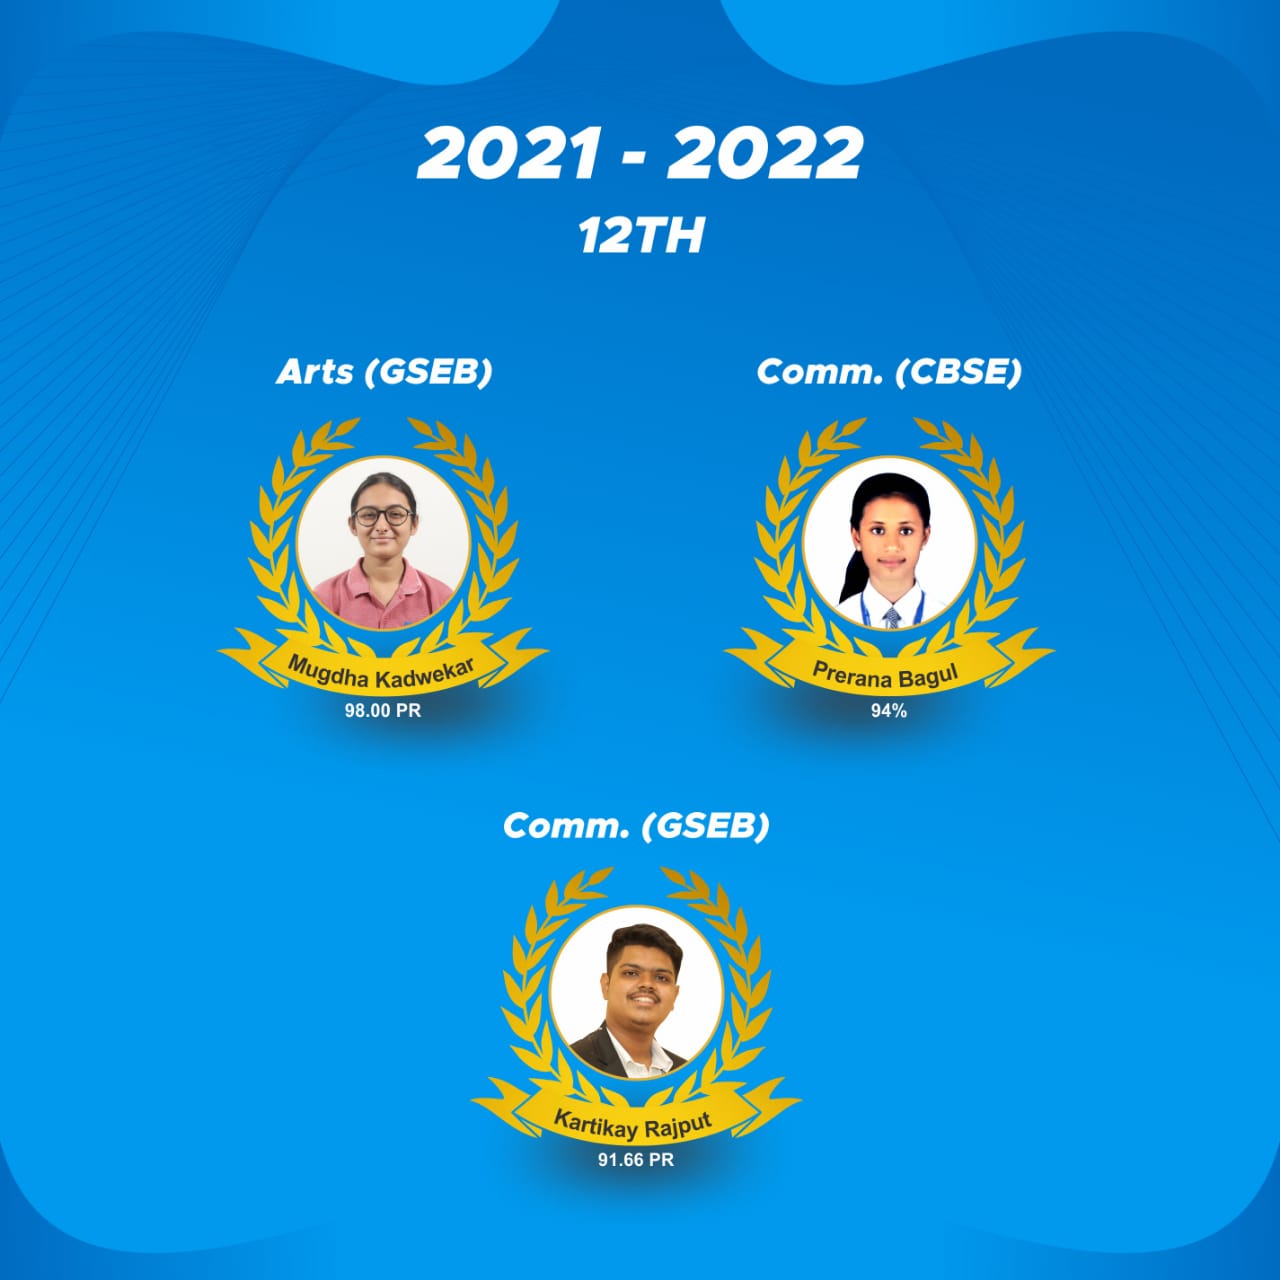 2021 - 2022
12TH
Arts (GSEB)
Mugdha Kadwekar
98.00 PR
Comm. (CBSE)
Prerana Bagul
94%
Comm. (GSEB)
Kartikay Rajput
91.66 PR